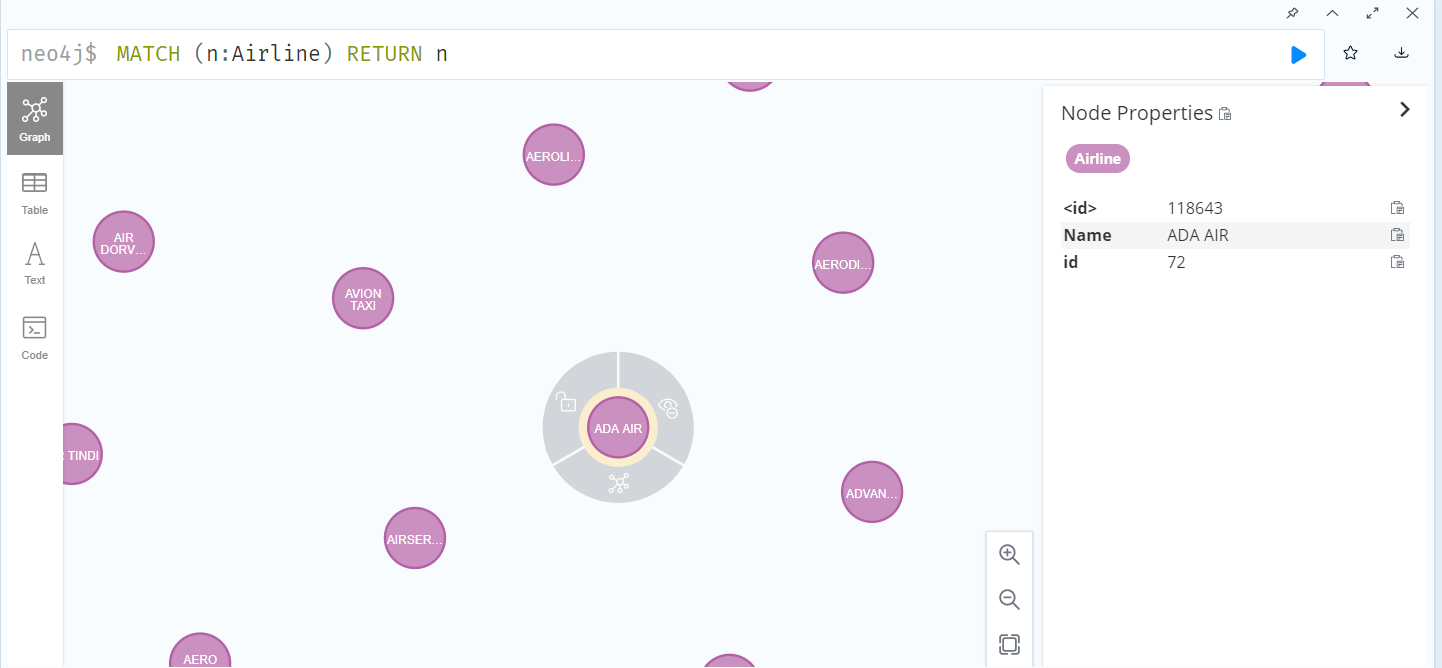 neo4j$ MATCH (n:Airline) RETURN n
Graph
Table
Text
Code
AEROLI...
AIR
DORV...
AERODI...
AVION
TAXI
ADA AIR
TINDI
ADVAN...
AIRSER...
AERO
Node Properties
Airline
<id> 118643
Name ADA AIR
id 72